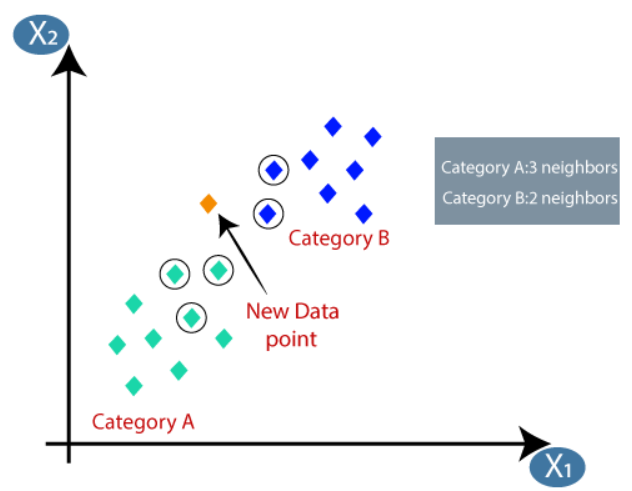 X2
Category A:3 neighbors
Category B:2 neighbors
Category B
New Data
point
Category A
X1